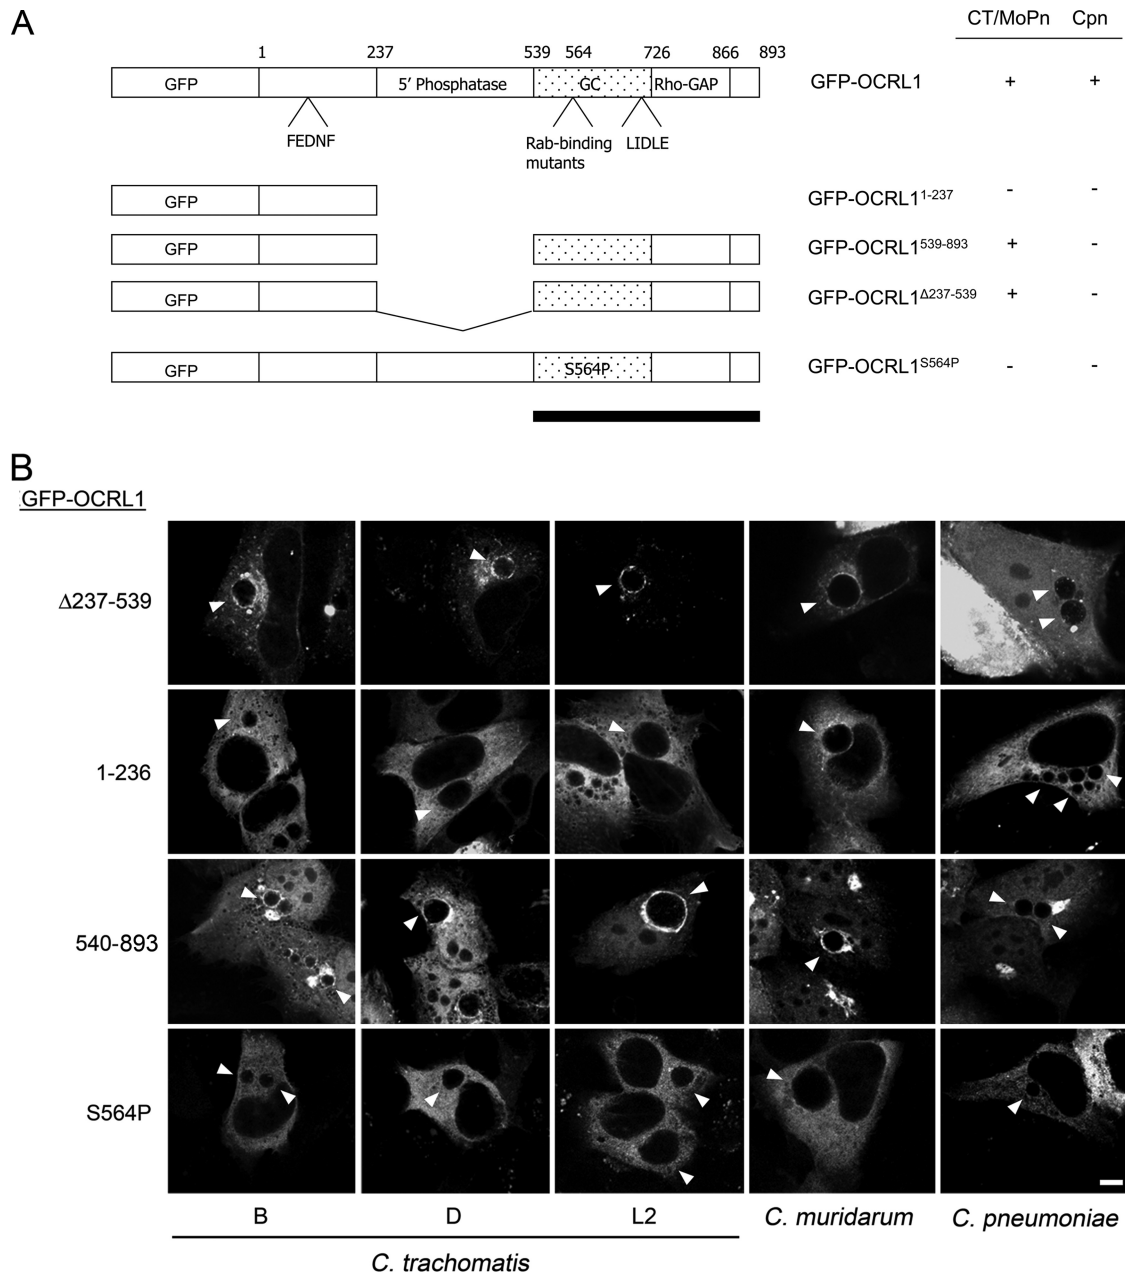 A
CT/MoPn Cpn
1 237 539 564 726 866 893
GFP 5′ Phosphatase GC Rho-GAP GFP-OCRL1 + +
FEDNF Rab-binding mutants LIDLE
GFP GFP-OCRL1 1-237 - -
GFP GFP-OCRL1 539-893 + -
GFP GFP-OCRL1 Δ237-539 + -
GFP S564P GFP-OCRL1 S564P - -
B
GFP-OCRL1
Δ237-539
1-236
540-893
S564P
B D L2 C. muridarum C. pneumoniae
C. trachomatis